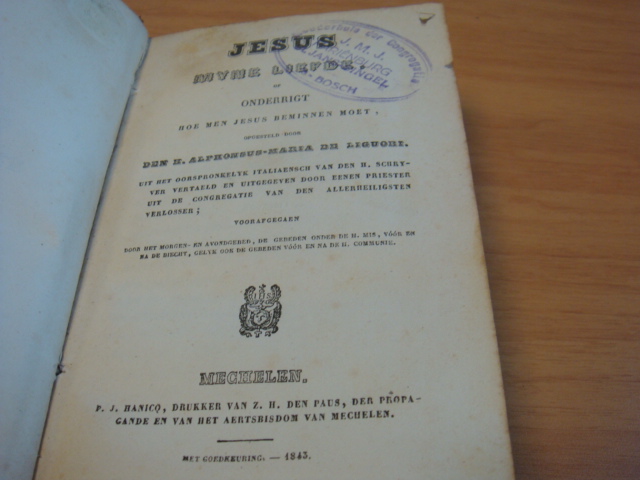 JESUS
MYNE LIEFDE,
OF
ONDERRIGT
HOE MEN JESUS BEMINNEN MOET,
OPGESTELD DOOR
DEN H. ALPHONSUS-MARIA DE LIGUORI.
UIT HET OORSPRONKELYK ITALIAENSCH VAN DEN H. SCHRY-
VER VERTAELD EN UITGEGEVEN DOOR EENEN PRIESTER
UIT DE CONGREGATIE VAN DEN ALLERHEILIGSTEN
VERLOSSER;
VOORAFGEGAEN
DOOR HET MORGEN- EN AVONDGEBED, DE GEBEDEN ONDER DE H. MIS, VÓÓR EN
NA DE BIECHT, GELYK OOK DE GEBEDEN VÓÓR EN NA DE H. COMMUNIE.
MECHELEN.
P. J. HANICQ, DRUKKER VAN Z. H. DEN PAUS, DER PROPA-
GANDE EN VAN HET AERTSBISDOM VAN MECHELEN.
MET GOEDKEURING. — 1843.
der Congregatie
J. M. J.
BOSCH